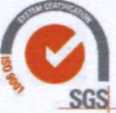 SYSTEM CERTIFICATION
ISO 9001
SGS